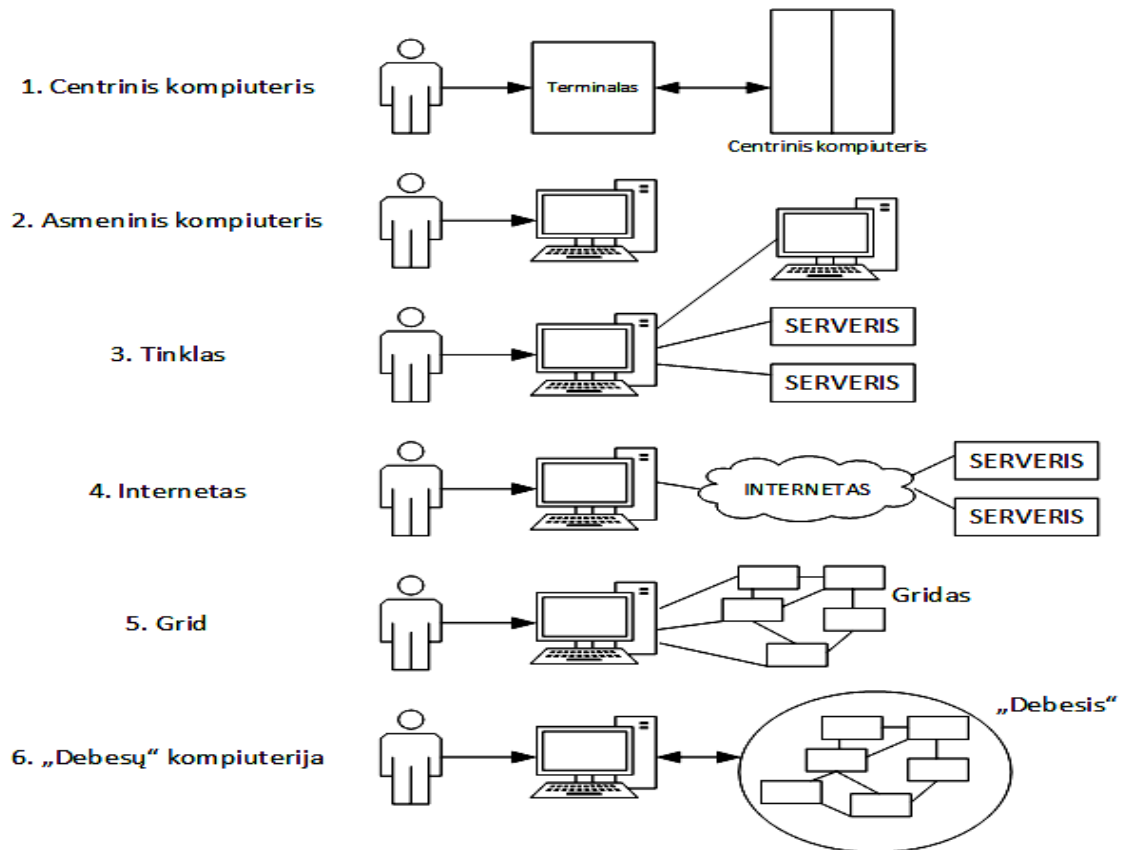 1. Centrinis kompiuteris
Terminalas
Centrinis kompiuteris
2. Asmeninis kompiuteris
3. Tinklas
SERVERIS
SERVERIS
4. Internetas
INTERNETAS
SERVERIS
SERVERIS
5. Grid
Gridas
6. „Debesų“ kompiuterija
„Debesis“